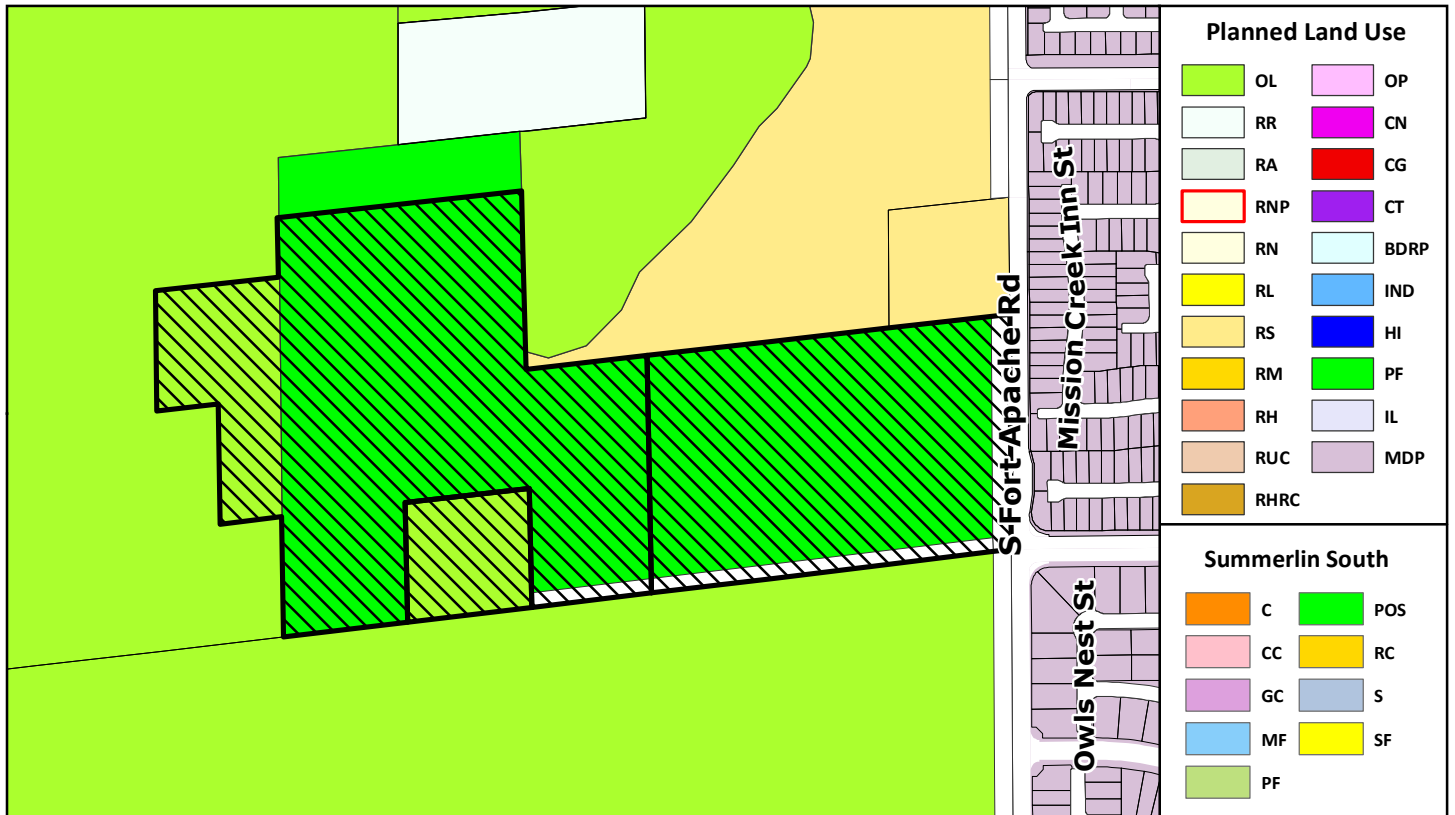 S-Fort-Apache-Rd
Mission Creek Inn St
Owls Nest St
Planned Land Use
OL
RR
RA
RNP
RN
RL
RS
RM
RH
RUC
RHRC
OP
CN
CG
CT
BDRP
IND
HI
PF
IL
MDP
Summerlin South
C
CC
GC
MF
PF
POS
RC
S
SF